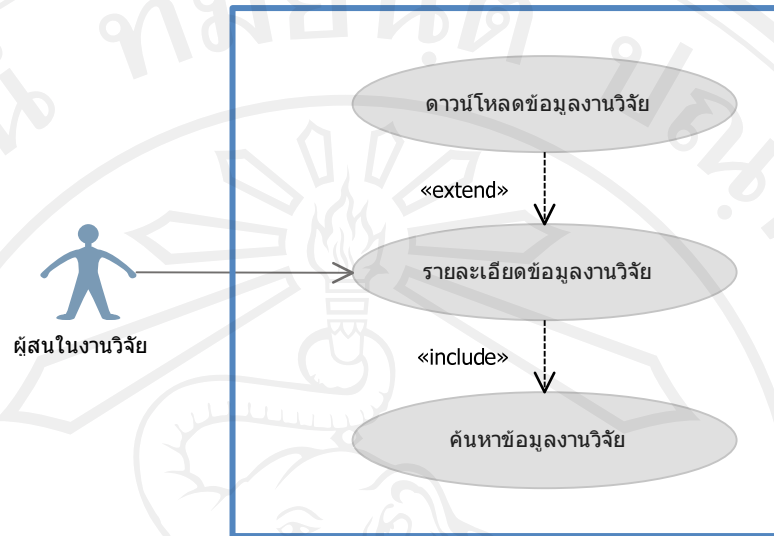 ดาวน์โหลดข้อมูลงานวิจัย
«extend»
รายละเอียดข้อมูลงานวิจัย
ผู้สนในงานวิจัย
«include»
ค้นหาข้อมูลงานวิจัย